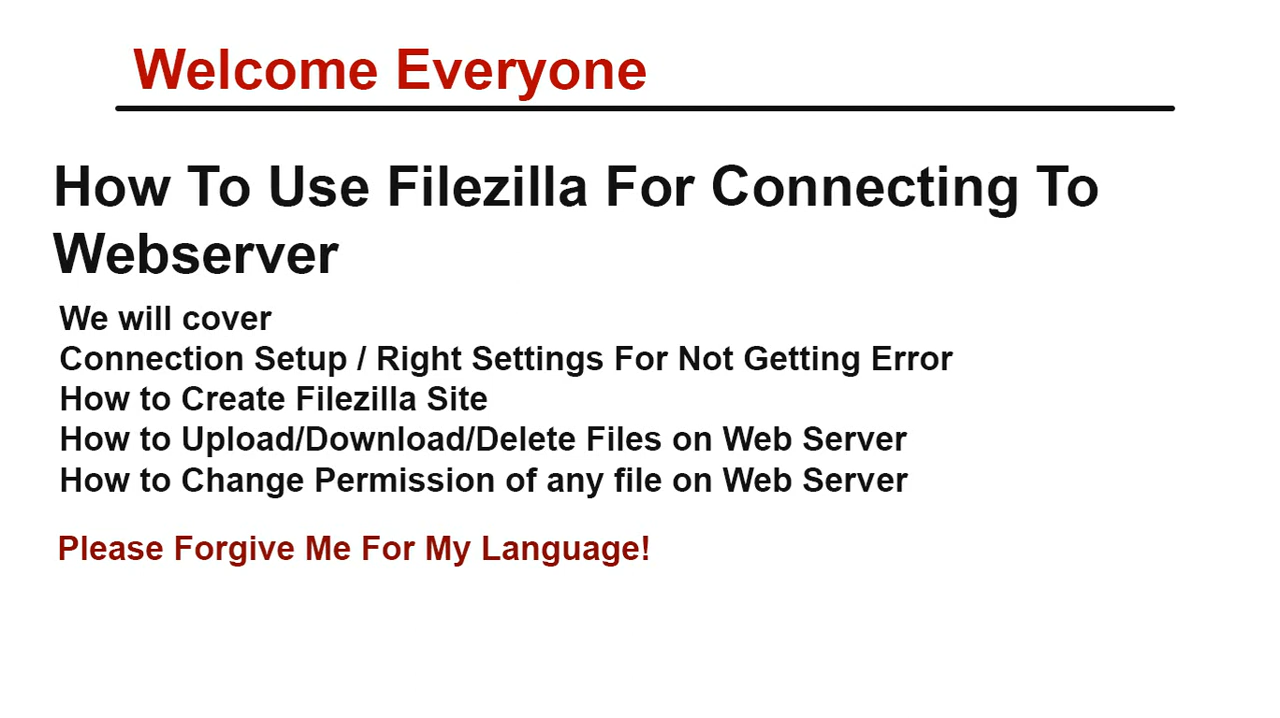 Welcome Everyone
How To Use Filezilla For Connecting To
Webserver
We will cover
Connection Setup / Right Settings For Not Getting Error
How to Create Filezilla Site
How to Upload/Download/Delete Files on Web Server
How to Change Permission of any file on Web Server
Please Forgive Me For My Language!